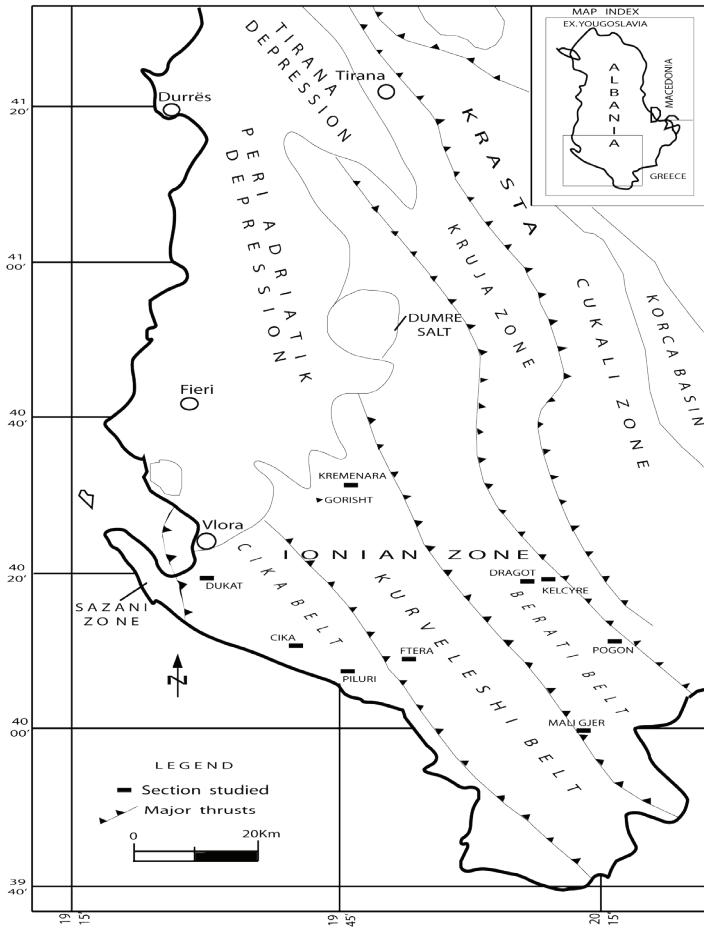 MAP INDEX
EX.YOUGOSLAVIA
ALBANIA
MACEDONIA
GREECE
TIRANA
DEPRESSION
Tirana
Durrës
41
20'
PERI ADRIATIK
DEPRESSION
KRASTA
KRUJA ZONE
41
00'
CUKALI ZONE
KORCA BASIN
DUMRE
SALT
Fieri
40
40'
KREMENARA
GORISHT
Vlora
IONIAN ZONE
40
20'
DUKAT
DRAGOT
KELCYRE
SAZANI
ZONE
CIKA BELT
KURVELESHI BELT
BERATI BELT
CIKA
FTERA
POGON
PILURI
N
MALI GJER
40
00'
LEGEND
Section studied
Major thrusts
0
20Km
39
40'
19
15'
19
45'
20
15'